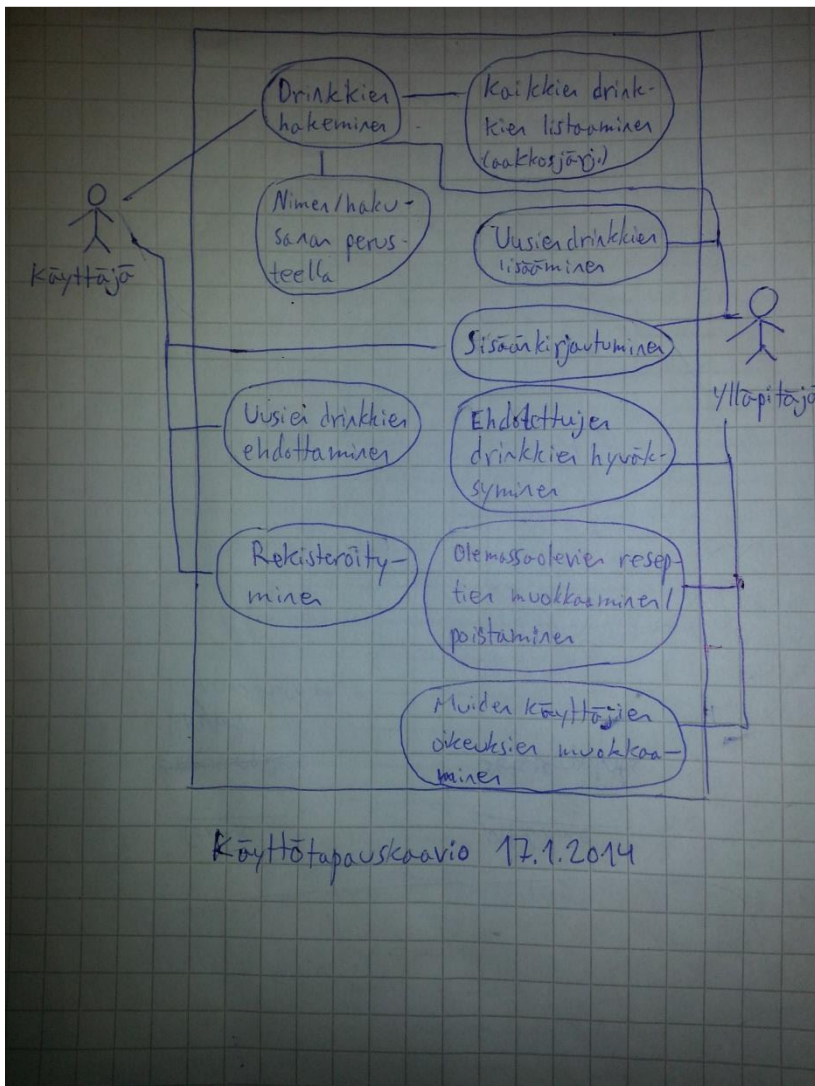 Drinkkien
hakeminen
Kaikkien drink-
kien listaaminen
(aakkosjärj.)
Nimen/haku-
sanan perus-
teella
Uusien drinkkien
lisääminen
Käyttäjä
Sisäänkirjautuminen
Ylläpitäjä
Uusien drinkkien
ehdottaminen
Ehdotettujen
drinkkien hyväk-
syminen
Rekisteröity-
minen
Olemassaolevien resep-
tien muokkaaminen/
poistaminen
Muiden käyttäjien
oikeuksien muokkaa-
minen
Käyttötapauskaavio 17.1.2014